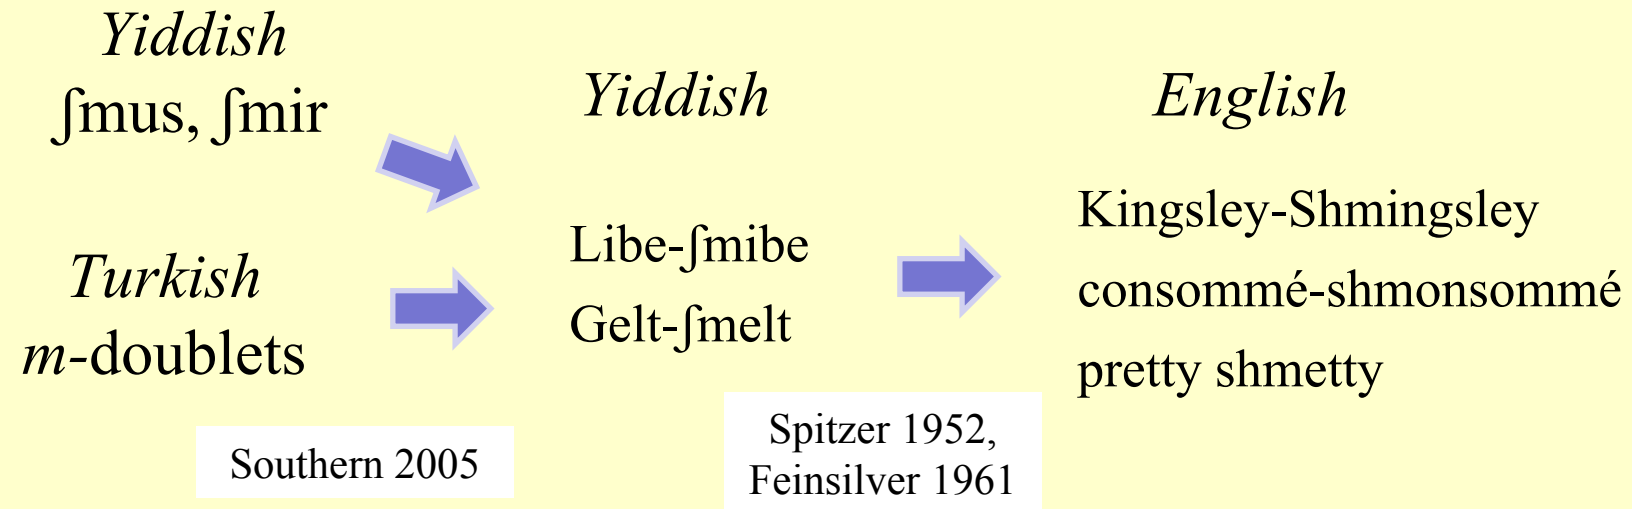 Yiddish
ʃmus, ʃmir
Turkish
m-doublets
Southern 2005
Yiddish
Libe-ʃmibe
Gelt-ʃmelt
Spitzer 1952,
Feinsilver 1961
English
Kingsley-Shmingsley
consommé-shmonsommé
pretty shmetty